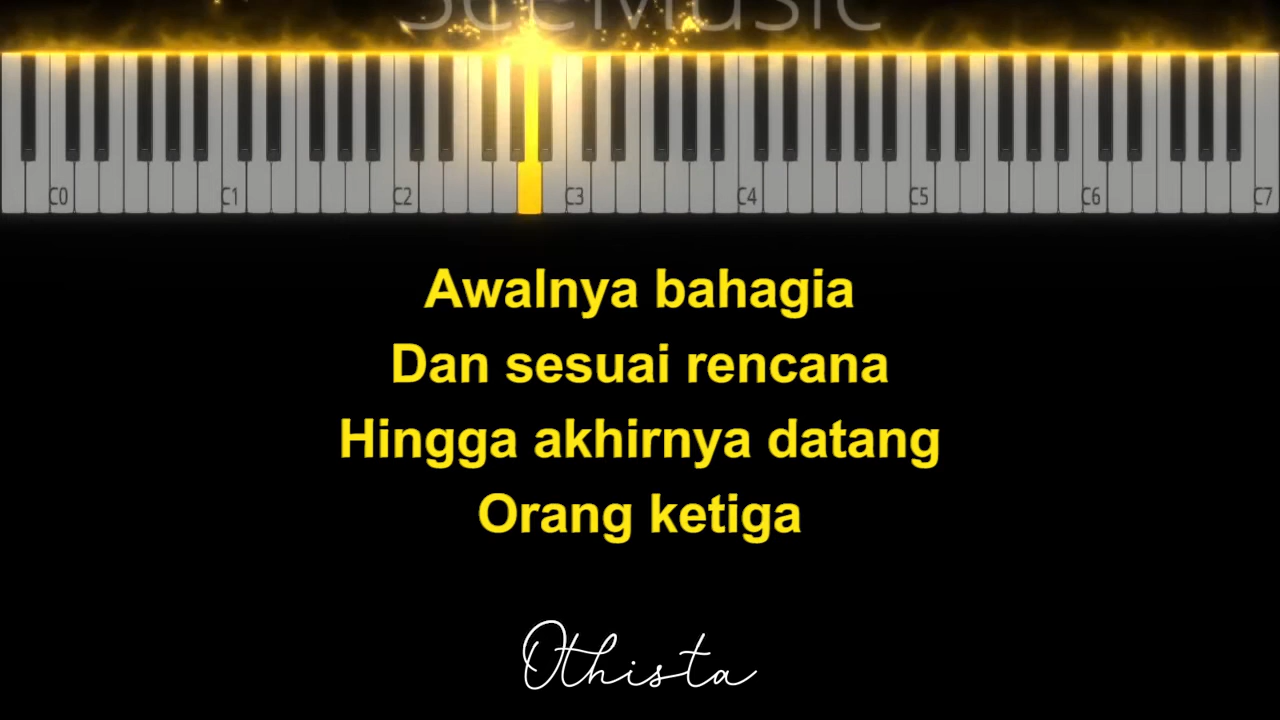 SeeMusic
C0 C1 C2 C3 C4 C5 C6 C7
Awalnya bahagia
Dan sesuai rencana
Hingga akhirnya datang
Orang ketiga
Othista